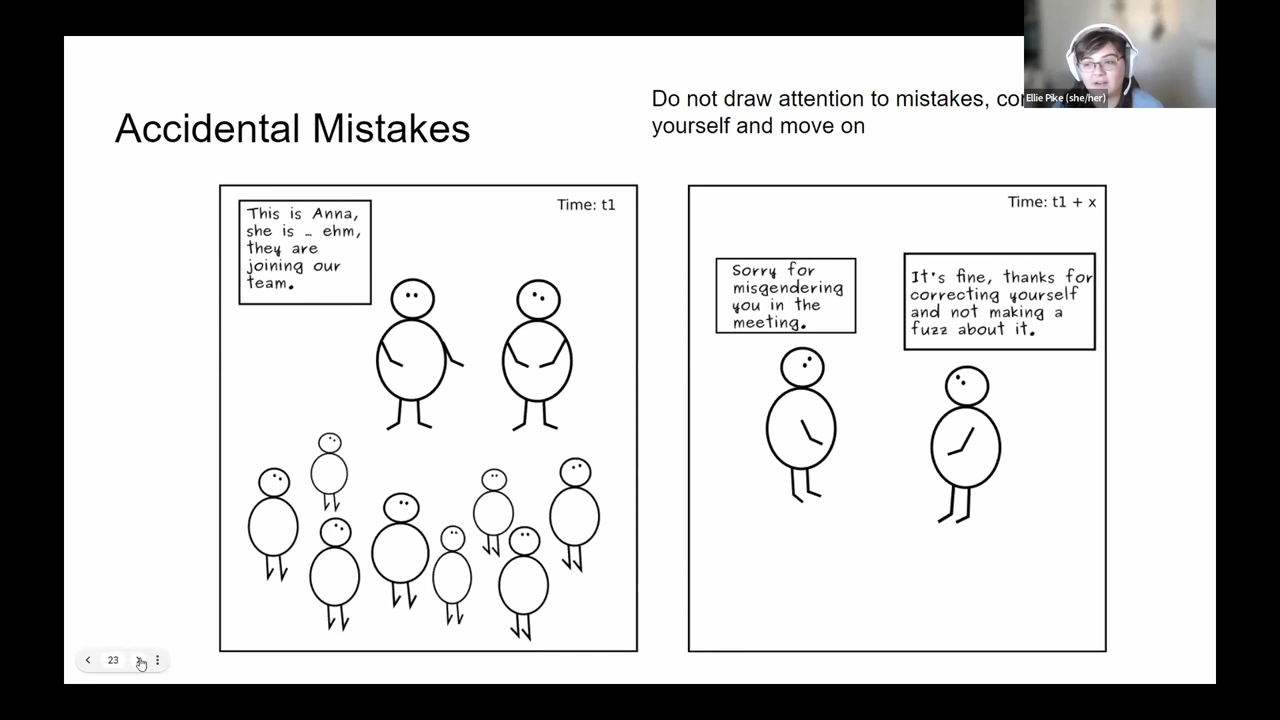 Do not draw attention to mistakes,
Ellie Pike (she/her)
yourself and move on
Accidental Mistakes
Time: t1
This is Anna,
she is … ehm,
they are
joining our
team.
Time: t1 + x
Sorry for
misgendering
you in the
meeting.
It's fine, thanks for
correcting yourself
and not making a
fuzz about it.
23